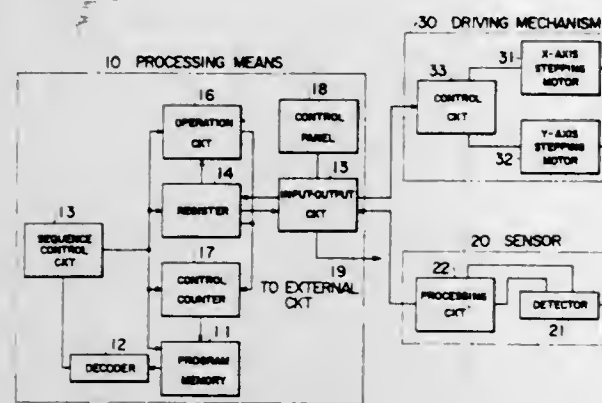 30 DRIVING MECHANISM
10 PROCESSING MEANS
31
X-AXIS
STEPPING
MOTOR
33
CONTROL
CKT
32
Y-AXIS
STEPPING
MOTOR
16
OPERATION
CKT
18
CONTROL
PANEL
14
REGISTER
15
INPUT-OUTPUT
CKT
13
SEQUENCE
CONTROL
CKT
17
CONTROL
COUNTER
19
TO EXTERNAL
CKT
20 SENSOR
22
PROCESSING
CKT
DETECTOR
21
12
DECODER
11
PROGRAM
MEMORY